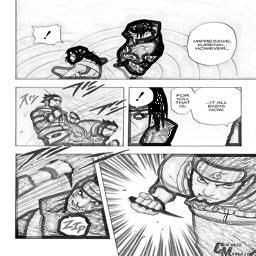 !
IMPRESSIVE,
KURENAI.
HOWEVER...
!
FOR
YOU,
THAT
IS.
...IT ALL
ENDS
NOW.
ZIP